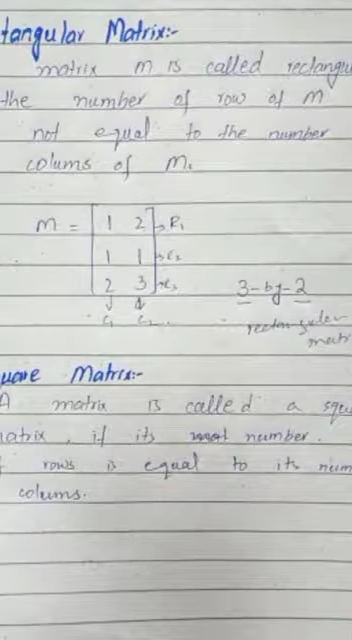 tangular Matrix:-
matrix M is called rectangu
the number of row of M
not equal to the number
colums of M.
M = [ 1 2 ] → R₁
1 1 → R₂
2 3 → R₃
C₁ C₂
3-by-2
rectangular
matr
uare Matrix:-
A matrix is called a squ
atrix, if its number.
f rows is equal to its num
colums.